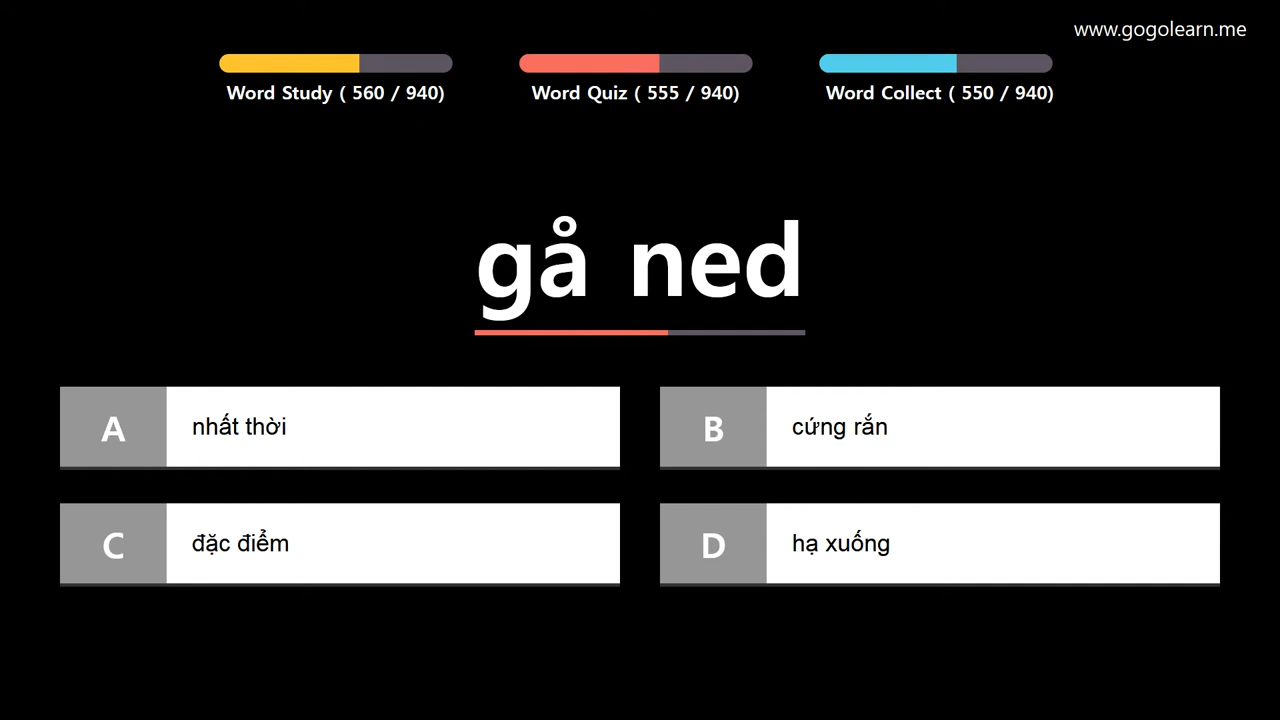 www.gogolearn.me
Word Study ( 560 / 940)
Word Quiz ( 555 / 940)
Word Collect ( 550 / 940)
gå ned
A nhất thời
B cứng rắn
C đặc điểm
D hạ xuống